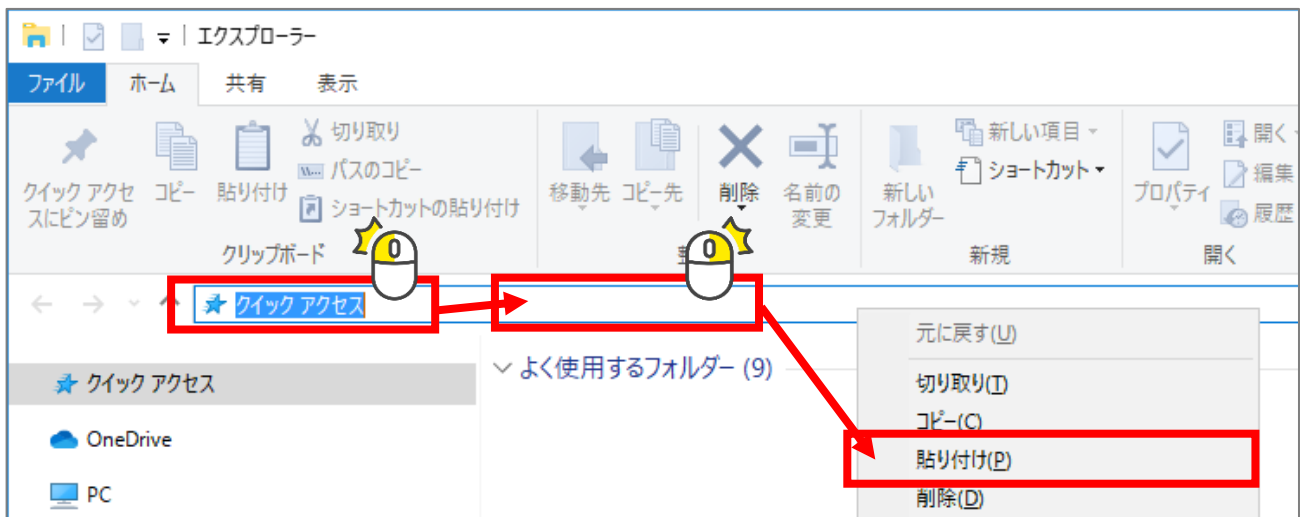 エクスプローラー
ファイル ホーム 共有 表示
クイック アクセ
スにピン留め
コピー
貼り付け
切り取り
パスのコピー
ショートカットの貼り付け
クリップボード
移動先
コピー先
削除
名前の
変更
新しい
フォルダー
新しい項目
ショートカット
新規
プロパティ
開く
編集
履歴
開く
クイック アクセス
クイック アクセス
OneDrive
PC
よく使用するフォルダー (9)
元に戻す(U)
切り取り(T)
コピー(C)
貼り付け(P)
削除(D)